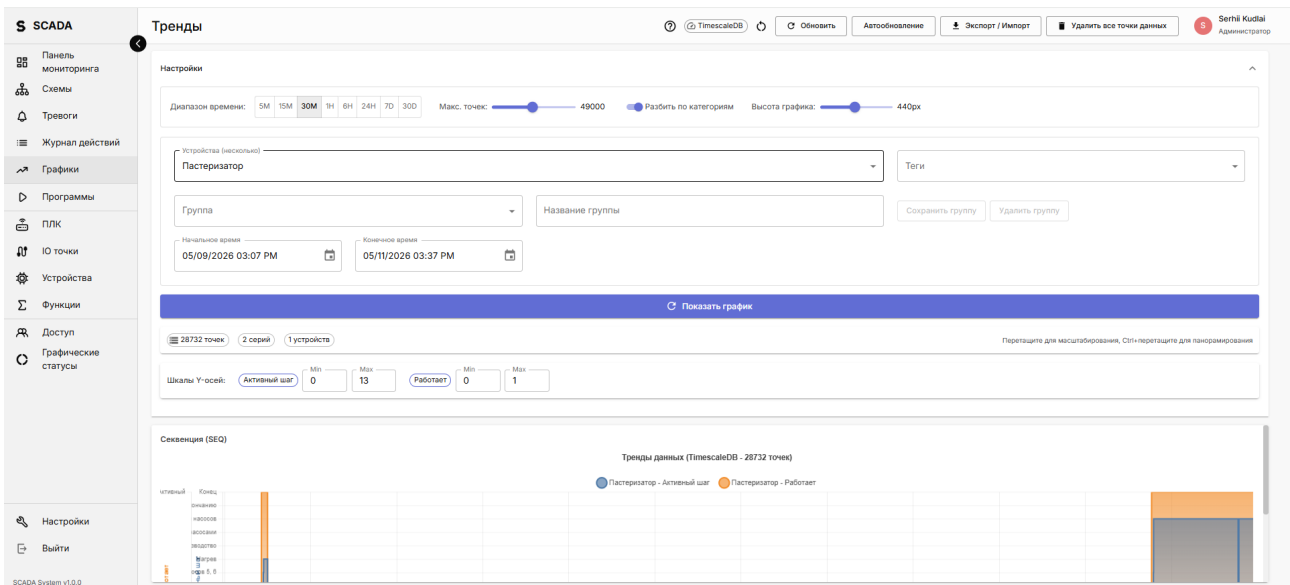 SCADA
Тренды
TimescaleDB
Обновить
Автообновление
Экспорт / Импорт
Удалить все точки данных
S
Serhii Kudlai
Администратор
Панель
мониторинга
Схемы
Тревоги
Журнал действий
Графики
Программы
ПЛК
IO точки
Устройства
Функции
Доступ
Графические
статусы
Настройки
Выйти
SCADA System v1.0.0
Настройки
Диапазон времени: 5M 15M 30M 1H 6H 24H 7D 30D Макс. точек: 49000 Разбить по категориям Высота графика: 440px
Устройства (несколько)
Пастеризатор
Теги
Группа
Название группы
Сохранить группу
Удалить группу
Начальное время
05/09/2026 03:07 PM
Конечное время
05/11/2026 03:37 PM
Показать график
28732 точек 2 серий 1 устройств
Перетащите для масштабирования, Ctrl+перетащите для панорамирования
Шкалы Y-осей: Активный шаг Min 0 Max 13 Работает Min 0 Max 1
Секвенция (SEQ)
Тренды данных (TimescaleDB - 28732 точек)
Пастеризатор - Активный шаг Пастеризатор - Работает
Конец
насосов